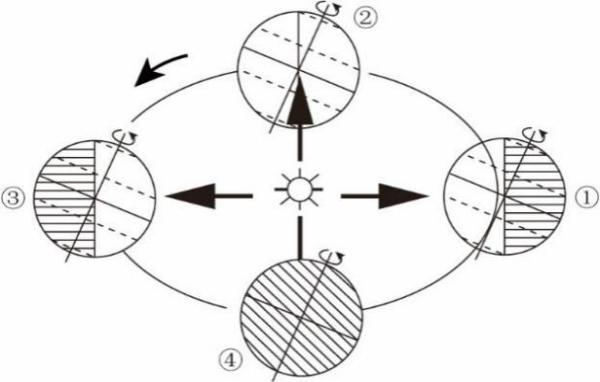 ②
③
①
④